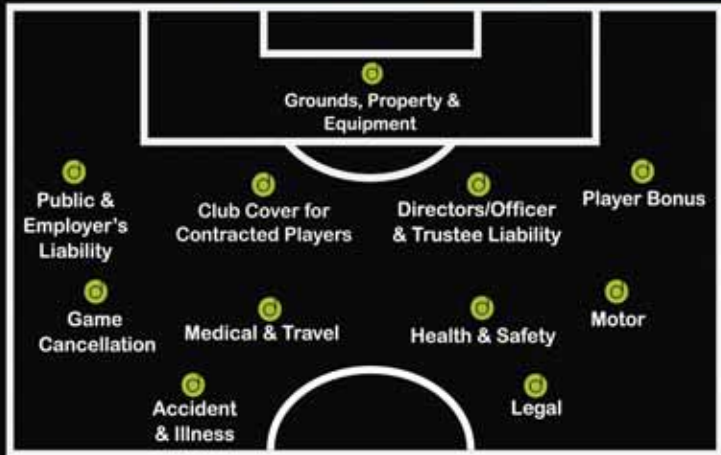 Grounds, Property &
Equipment
Public &
Employer's
Liability
Club Cover for
Contracted Players
Directors/Officer
& Trustee Liability
Player Bonus
Game
Cancellation
Medical & Travel
Health & Safety
Motor
Accident
& Illness
Legal